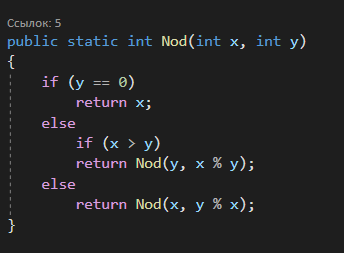 Ссылок: 5
public static int Nod(int x, int y)
{
    if (y == 0)
        return x;
    else
        if (x > y)
        return Nod(y, x % y);
    else
        return Nod(x, y % x);
}